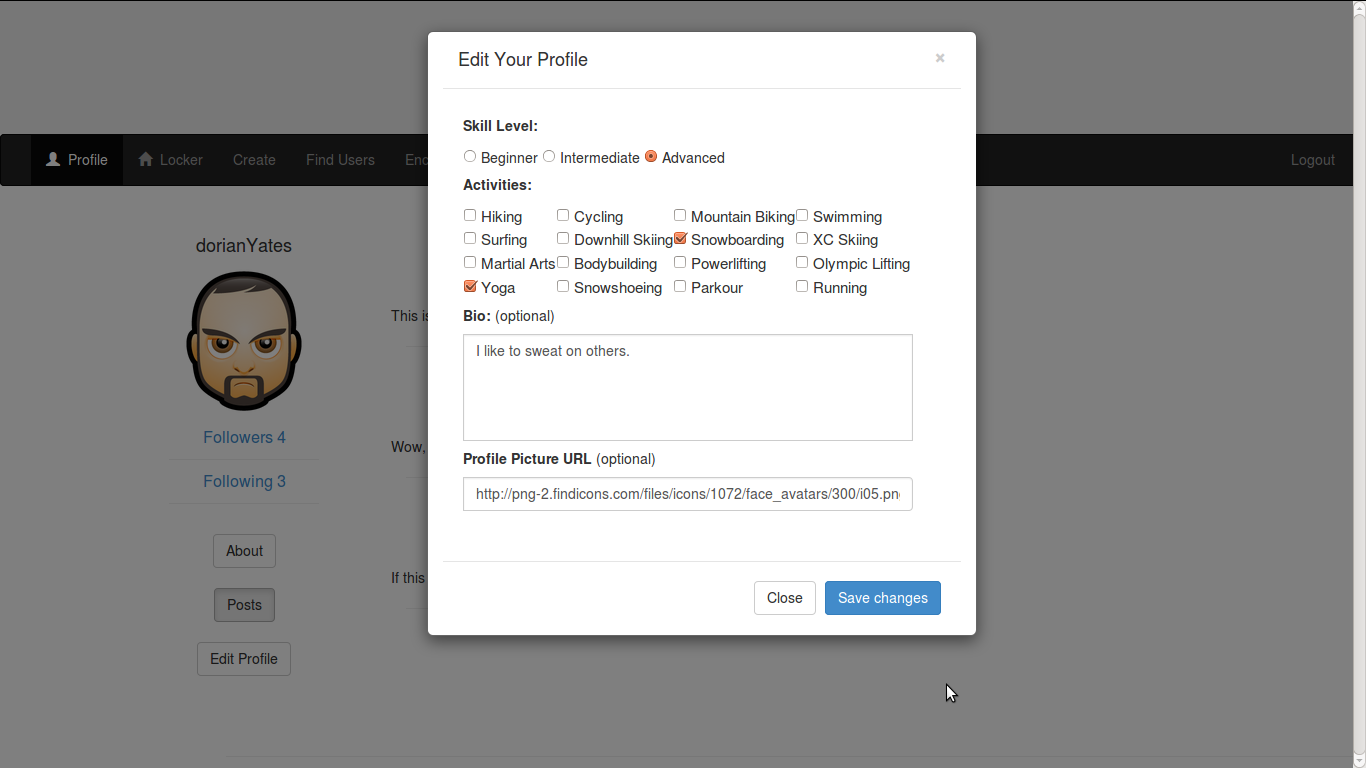 Edit Your Profile ×
Skill Level:
Beginner Intermediate Advanced
Activities:
Hiking Cycling Mountain Biking Swimming
Surfing Downhill Skiing Snowboarding XC Skiing
Martial Arts Bodybuilding Powerlifting Olympic Lifting
Yoga Snowshoeing Parkour Running
Bio: (optional)
I like to sweat on others.
Profile Picture URL (optional)
http://png-2.findicons.com/files/icons/1072/face_avatars/300/i05.pn
Close Save changes
Profile Locker Create Find Users Enc Logout
dorianYates
Followers 4
Following 3
About
Posts
Edit Profile
This is
Wow,
If this